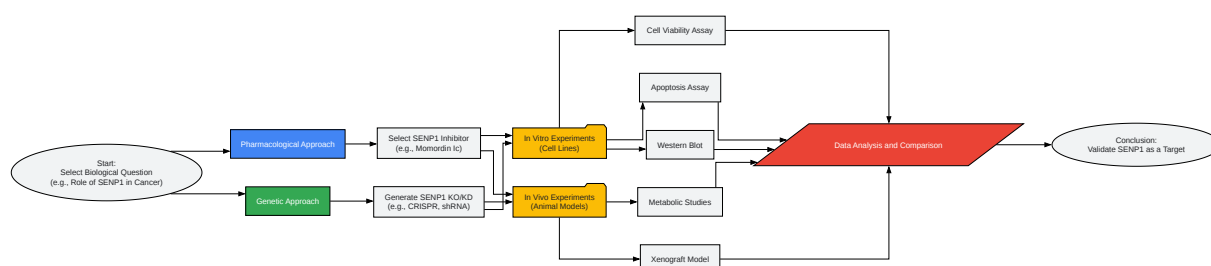 Start:
Select Biological Question
(e.g., Role of SENP1 in Cancer)
Pharmacological Approach
Genetic Approach
Select SENP1 Inhibitor
(e.g., Momordin Ic)
Generate SENP1 KO/KD
(e.g., CRISPR, shRNA)
In Vitro Experiments
(Cell Lines)
In Vivo Experiments
(Animal Models)
Cell Viability Assay
Apoptosis Assay
Western Blot
Metabolic Studies
Xenograft Model
Data Analysis and Comparison
Conclusion:
Validate SENP1 as a Target